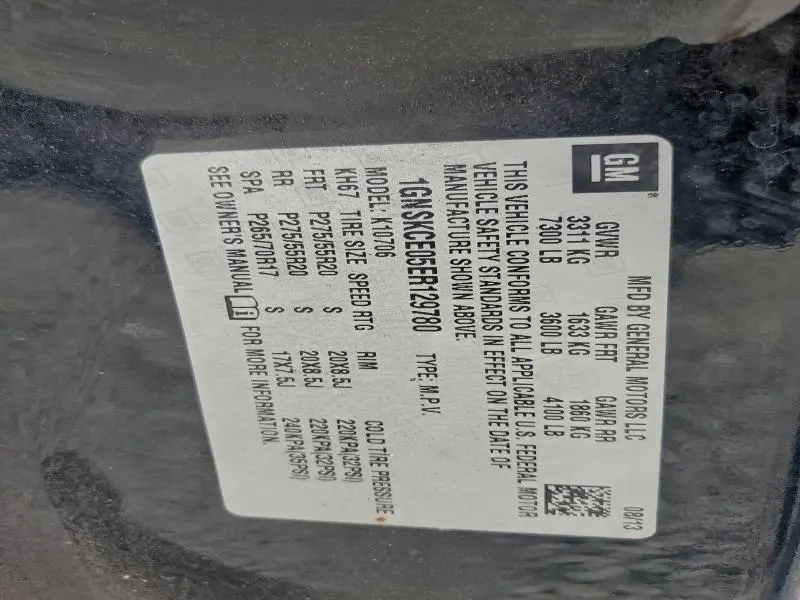 GM
MFD BY GENERAL MOTORS LLC 08/13
GVWR GAWR FRT GAWR RR
3311 KG 1633 KG 1860 KG
7300 LB 3600 LB 4100 LB
THIS VEHICLE CONFORMS TO ALL APPLICABLE U.S. FEDERAL MOTOR
VEHICLE SAFETY STANDARDS IN EFFECT ON THE DATE OF
MANUFACTURE SHOWN ABOVE.
1GNSKCE05ER129780 TYPE: M.P.V.
MODEL: K10706
KH67 TIRE SIZE SPEED RTG RIM COLD TIRE PRESSURE
FRT P275/55R20 S 20X8.5J 220KPA(32PSI)
RR P275/55R20 S 20X8.5J 220KPA(32PSI)
SPA P265/70R17 S 17X7.5J 240KPA(35PSI)
SEE OWNER'S MANUAL FOR MORE INFORMATION.